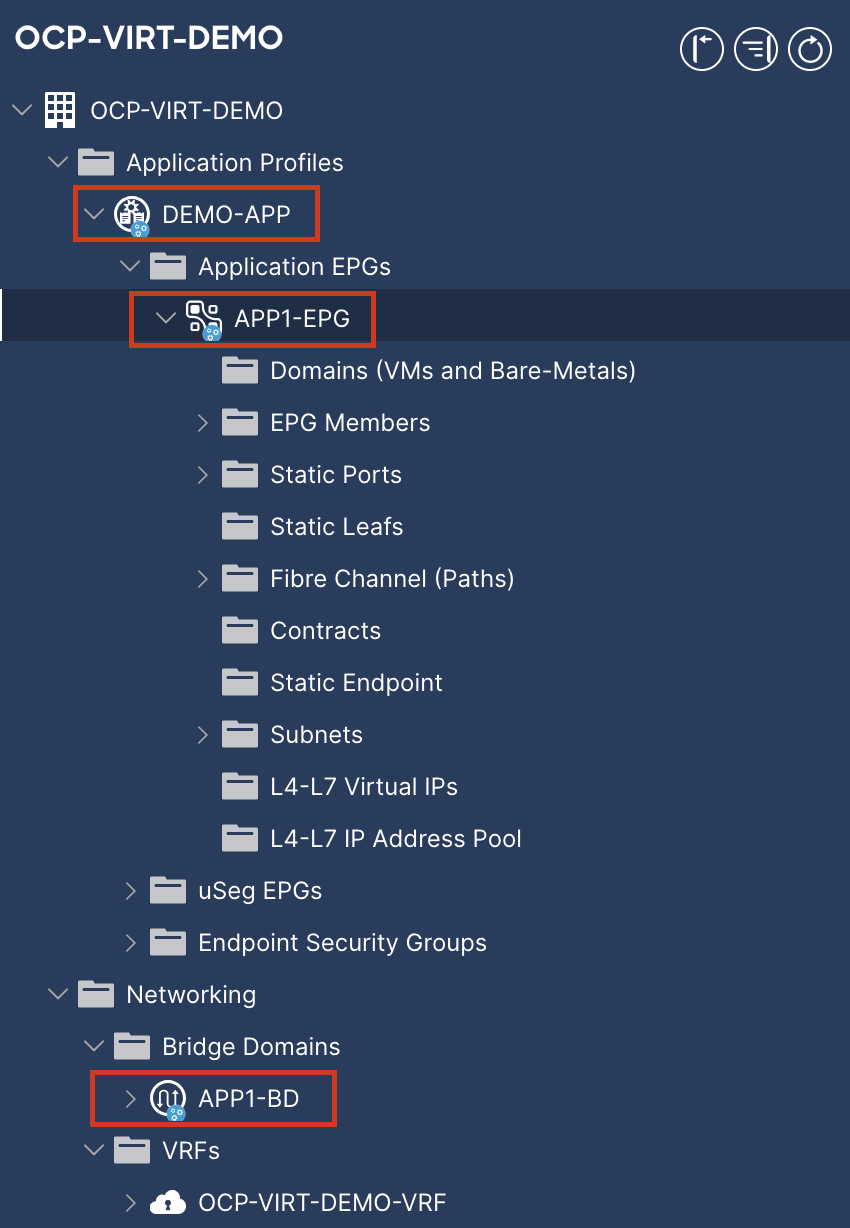 OCP-VIRT-DEMO
OCP-VIRT-DEMO
Application Profiles
DEMO-APP
Application EPGs
APP1-EPG
Domains (VMs and Bare-Metals)
EPG Members
Static Ports
Static Leafs
Fibre Channel (Paths)
Contracts
Static Endpoint
Subnets
L4-L7 Virtual IPs
L4-L7 IP Address Pool
uSeg EPGs
Endpoint Security Groups
Networking
Bridge Domains
APP1-BD
VRFs
OCP-VIRT-DEMO-VRF